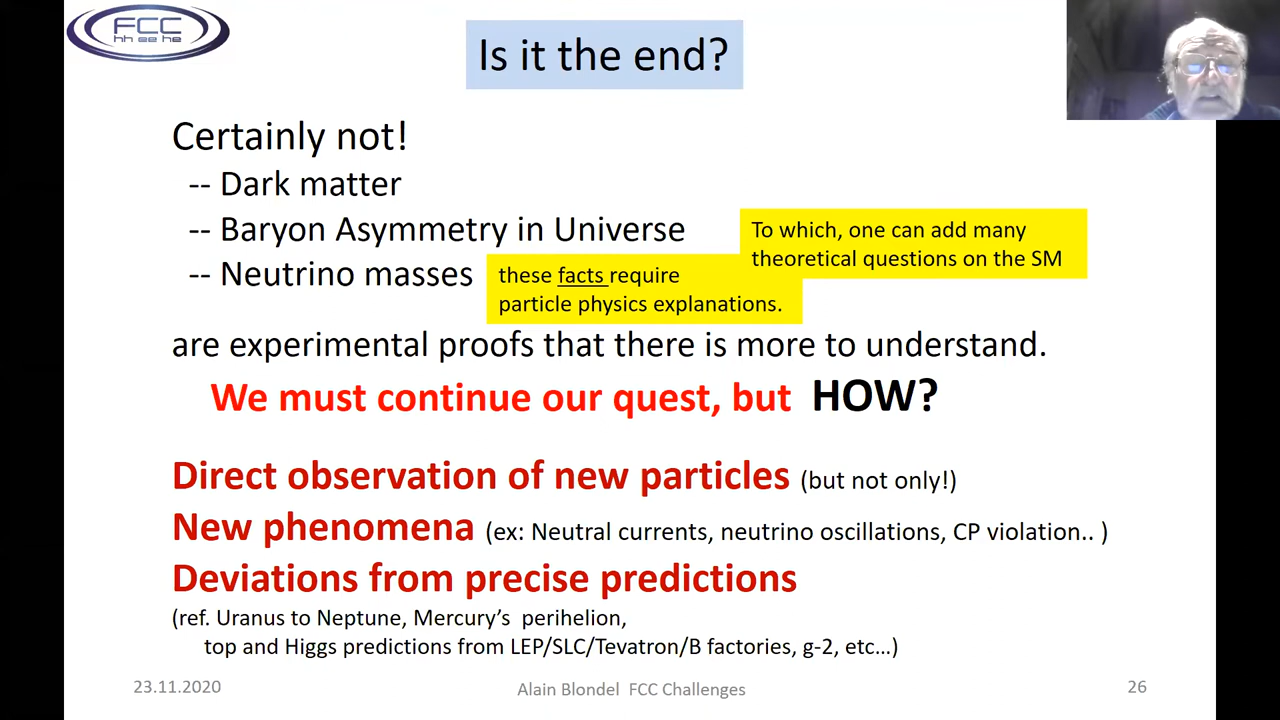 FCC
hh ee he
Is it the end?
Certainly not!
-- Dark matter
-- Baryon Asymmetry in Universe
To which, one can add many
theoretical questions on the SM
-- Neutrino masses
these facts require
particle physics explanations.
are experimental proofs that there is more to understand.
We must continue our quest, but HOW?
Direct observation of new particles (but not only!)
New phenomena (ex: Neutral currents, neutrino oscillations, CP violation.. )
Deviations from precise predictions
(ref. Uranus to Neptune, Mercury’s perihelion,
top and Higgs predictions from LEP/SLC/Tevatron/B factories, g-2, etc…)
23.11.2020
Alain Blondel FCC Challenges
26